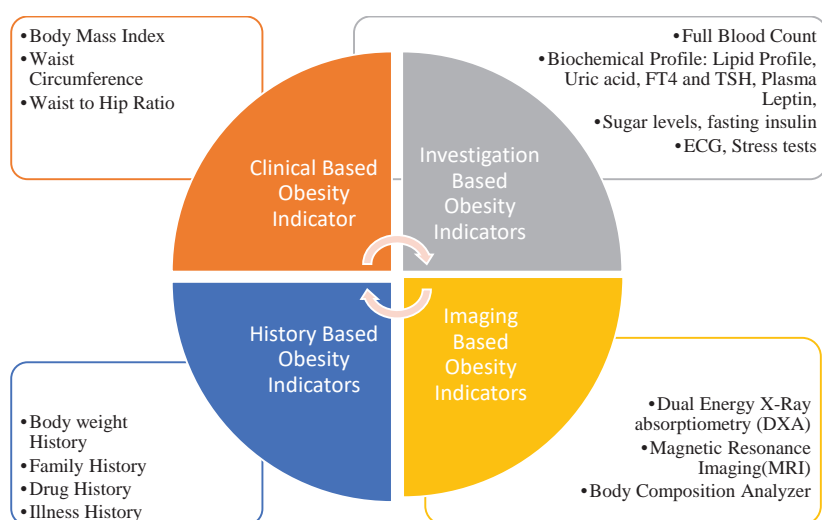 •Body Mass Index
•Waist
Circumference
•Waist to Hip Ratio
•Full Blood Count
•Biochemical Profile: Lipid Profile,
Uric acid, FT4 and TSH, Plasma
Leptin,
•Sugar levels, fasting insulin
•ECG, Stress tests
Clinical Based
Obesity
Indicator
Investigation
Based
Obesity
Indicators
History Based
Obesity
Indicators
Imaging
Based
Obesity
Indicators
•Body weight
History
•Family History
•Drug History
•Illness History
•Dual Energy X-Ray
absorptiometry (DXA)
•Magnetic Resonance
Imaging(MRI)
•Body Composition Analyzer